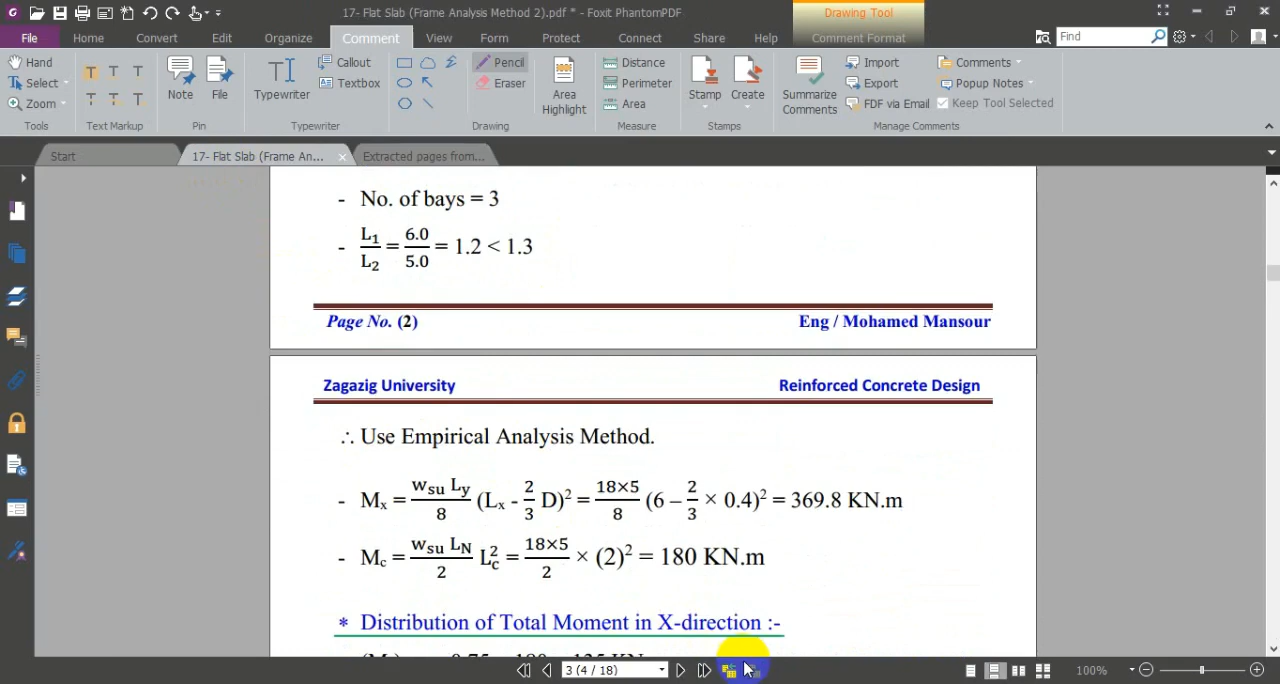 17- Flat Slab (Frame Analysis Method 2).pdf * - Foxit PhantomPDF
Drawing Tool
File Home Convert Edit Organize Comment View Form Protect Connect Share Help Comment Format
Find
Hand
Select
Zoom
Tools
T T T
T T T
Text Markup
Note
File
Pin
Typewriter
Callout
Textbox
Typewriter
Pencil
Eraser
Drawing
Area
Highlight
Distance
Perimeter
Area
Measure
Stamp
Create
Stamps
Summarize
Comments
Import
Export
FDF via Email
Comments
Popup Notes
Keep Tool Selected
Manage Comments
Start
17- Flat Slab (Frame An...
Extracted pages from...
- No. of bays = 3
- L₁/L₂ = 6.0/5.0 = 1.2 < 1.3
Page No. (2) Eng / Mohamed Mansour
Zagazig University Reinforced Concrete Design
∴ Use Empirical Analysis Method.
- Mₓ = w_su L_y/8 (Lₓ - 2/3 D)² = 18×5/8 (6 – 2/3 × 0.4)² = 369.8 KN.m
- M_c = w_su L_N/2 L_c² = 18×5/2 × (2)² = 180 KN.m
* Distribution of Total Moment in X-direction :-
3 (4 / 18)
100%